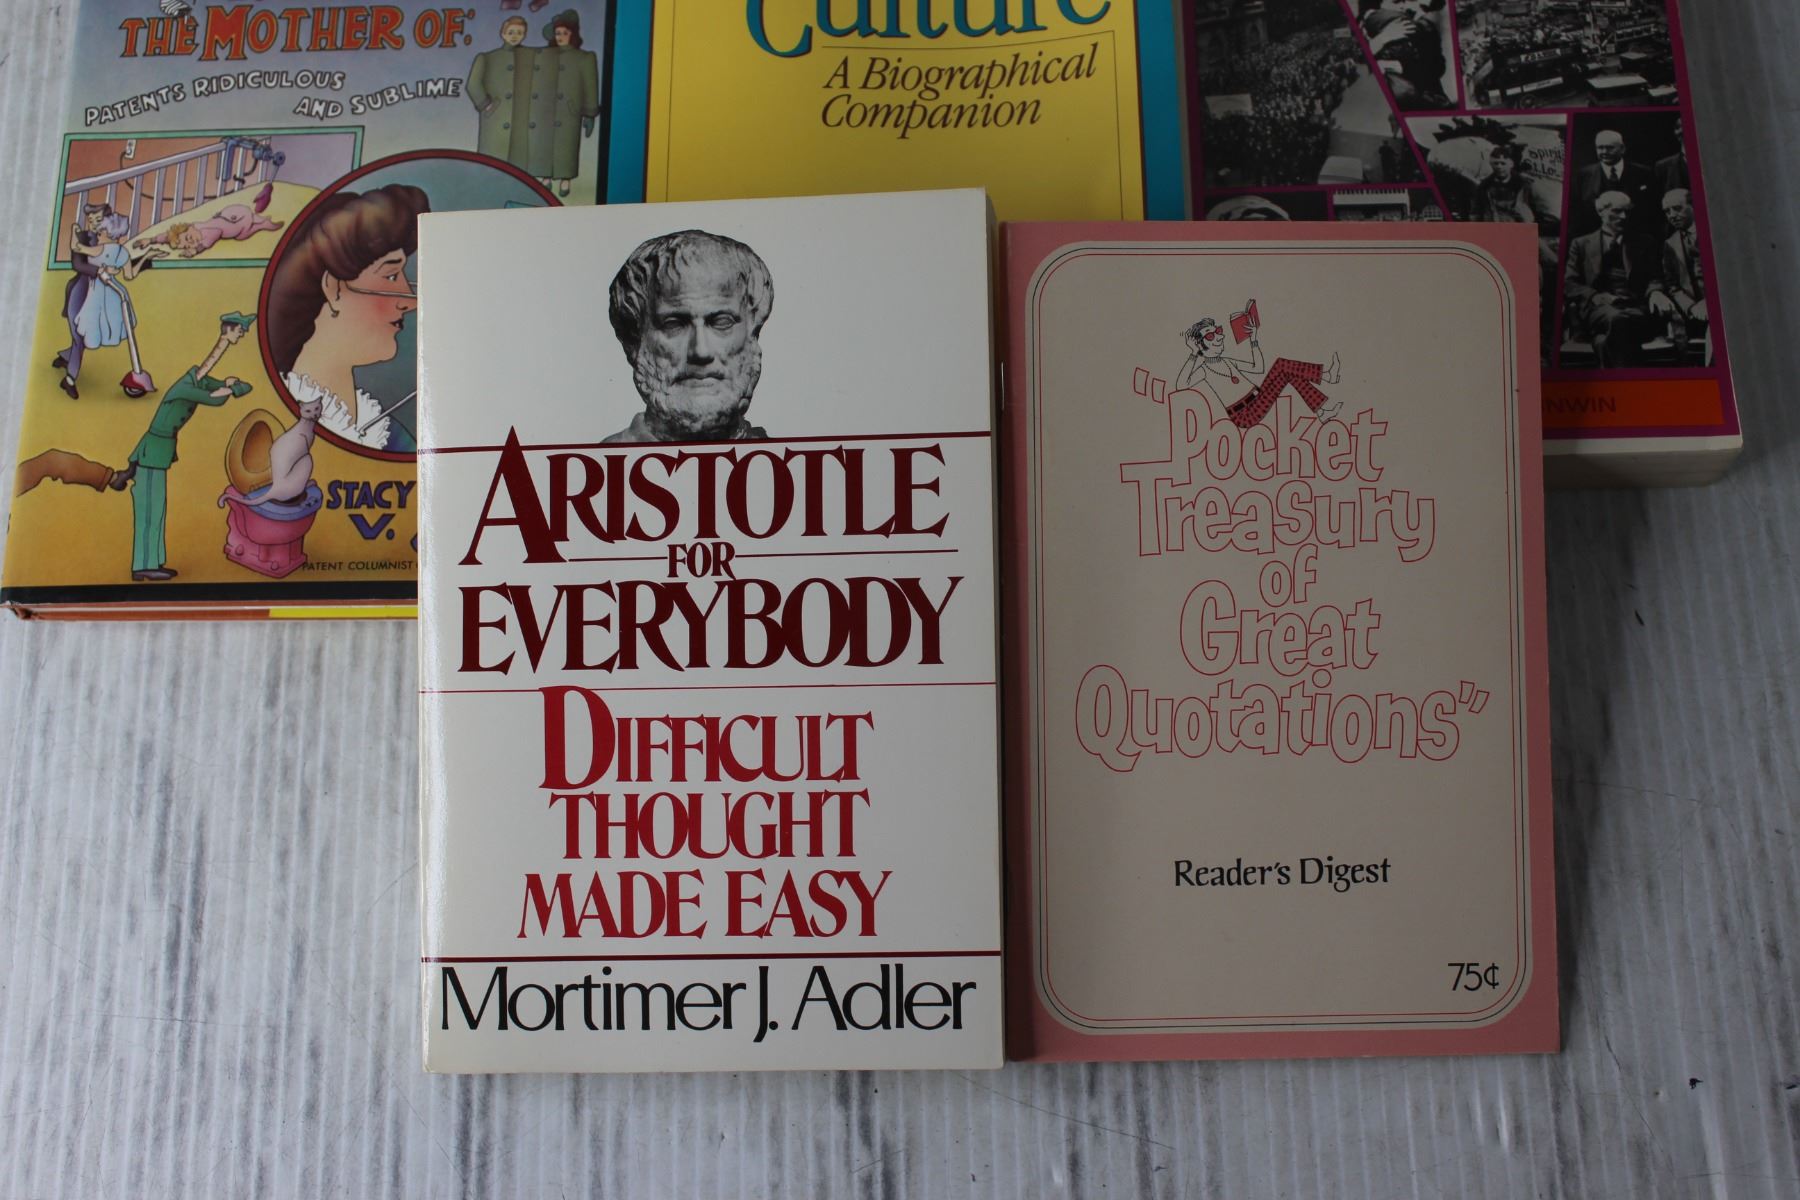 THE MOTHER OF:
PATENTS RIDICULOUS
AND SUBLIME
STACY
V.
PATENT COLUMNIST
Culture
A Biographical
Companion
ARISTOTLE
FOR
EVERYBODY
DIFFICULT
THOUGHT
MADE EASY
Mortimer J. Adler
"Pocket
Treasury
of
Great
Quotations"
Reader's Digest
75¢